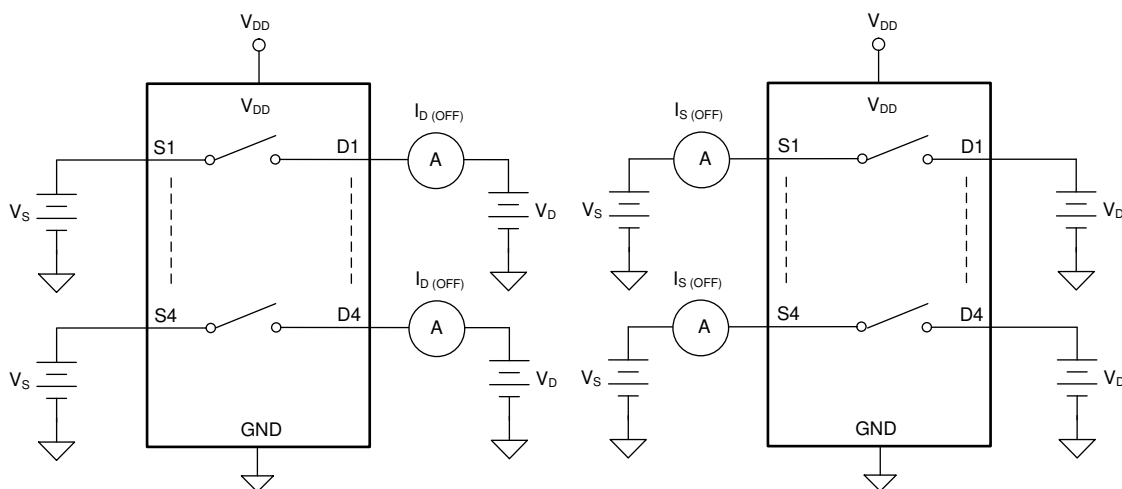 VDD
VDD
ID (OFF)
S1
D1
A
VS
VD
ID (OFF)
S4
D4
A
VS
VD
GND
VDD
VDD
IS (OFF)
A
S1
D1
VS
VD
IS (OFF)
A
S4
D4
VS
VD
GND